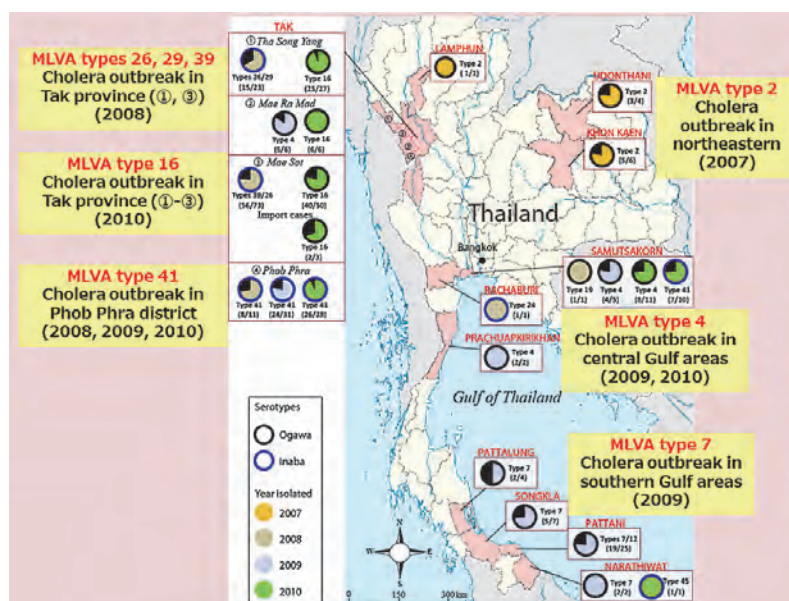 MLVA types 26, 29, 39
Cholera outbreak in
Tak province (①, ③)
(2008)
MLVA type 16
Cholera outbreak in
Tak province (①-③)
(2010)
MLVA type 41
Cholera outbreak in
Phob Phra district
(2008, 2009, 2010)
TAK
① Tha Song Yang
Types 26/29
(15/23)
Type 16
(25/27)
② Mae Ra Mad
Type 4
(5/6)
Type 16
(6/6)
③ Mae Sot
Types 39/26
(56/73)
Type 16
(40/50)
Import cases
Type 16
(2/3)
④ Phob Phra
Type 41
(8/11)
Type 41
(24/31)
Type 41
(26/28)
LAMPHUN
Type 2
(1/1)
UDONTHANI
Type 2
(3/4)
KHON KAEN
Type 2
(5/6)
MLVA type 2
Cholera
outbreak in
northeastern
(2007)
① ② ③ ④
Thailand
Bangkok
SAMUTSAKORN
Type 19
(1/1)
Type 4
(4/5)
Type 4
(8/11)
Type 41
(7/10)
RACHABURI
Type 24
(1/1)
PRACHUAPKIRIKHAN
Type 4
(2/2)
MLVA type 4
Cholera outbreak in
central Gulf areas
(2009, 2010)
Gulf of Thailand
MLVA type 7
Cholera outbreak in
southern Gulf areas
(2009)
PATTALUNG
Type 7
(2/4)
SONGKLA
Type 7
(5/7)
PATTANI
Types 7/12
(19/25)
NARATHIWAT
Type 7
(2/2)
Type 45
(1/1)
Serotypes
Ogawa
Inaba
Year isolated
2007
2008
2009
2010
N
W E
S
0 150 300 km